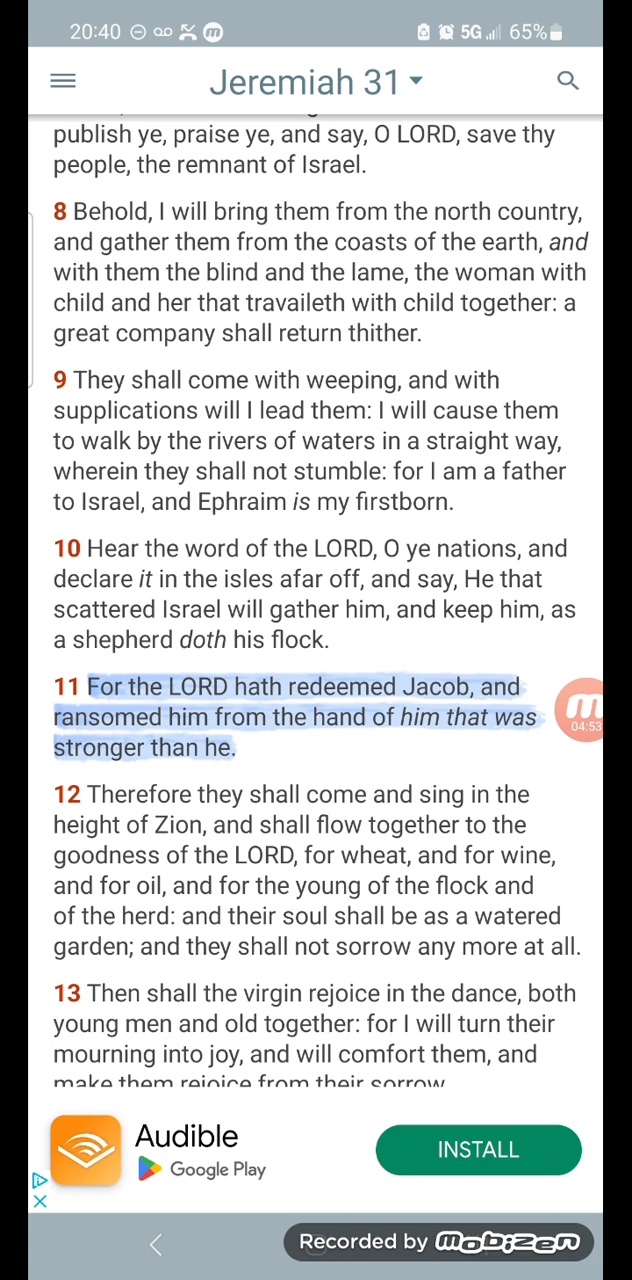 20:40 5G 65%
Jeremiah 31
publish ye, praise ye, and say, O LORD, save thy
people, the remnant of Israel.
8 Behold, I will bring them from the north country,
and gather them from the coasts of the earth, and
with them the blind and the lame, the woman with
child and her that travaileth with child together: a
great company shall return thither.
9 They shall come with weeping, and with
supplications will I lead them: I will cause them
to walk by the rivers of waters in a straight way,
wherein they shall not stumble: for I am a father
to Israel, and Ephraim is my firstborn.
10 Hear the word of the LORD, O ye nations, and
declare it in the isles afar off, and say, He that
scattered Israel will gather him, and keep him, as
a shepherd doth his flock.
11 For the LORD hath redeemed Jacob, and
ransomed him from the hand of him that was
stronger than he.
04:53
12 Therefore they shall come and sing in the
height of Zion, and shall flow together to the
goodness of the LORD, for wheat, and for wine,
and for oil, and for the young of the flock and
of the herd: and their soul shall be as a watered
garden; and they shall not sorrow any more at all.
13 Then shall the virgin rejoice in the dance, both
young men and old together: for I will turn their
mourning into joy, and will comfort them, and
make them rejoice from their sorrow
Audible
Google Play
INSTALL
Recorded by mobizen